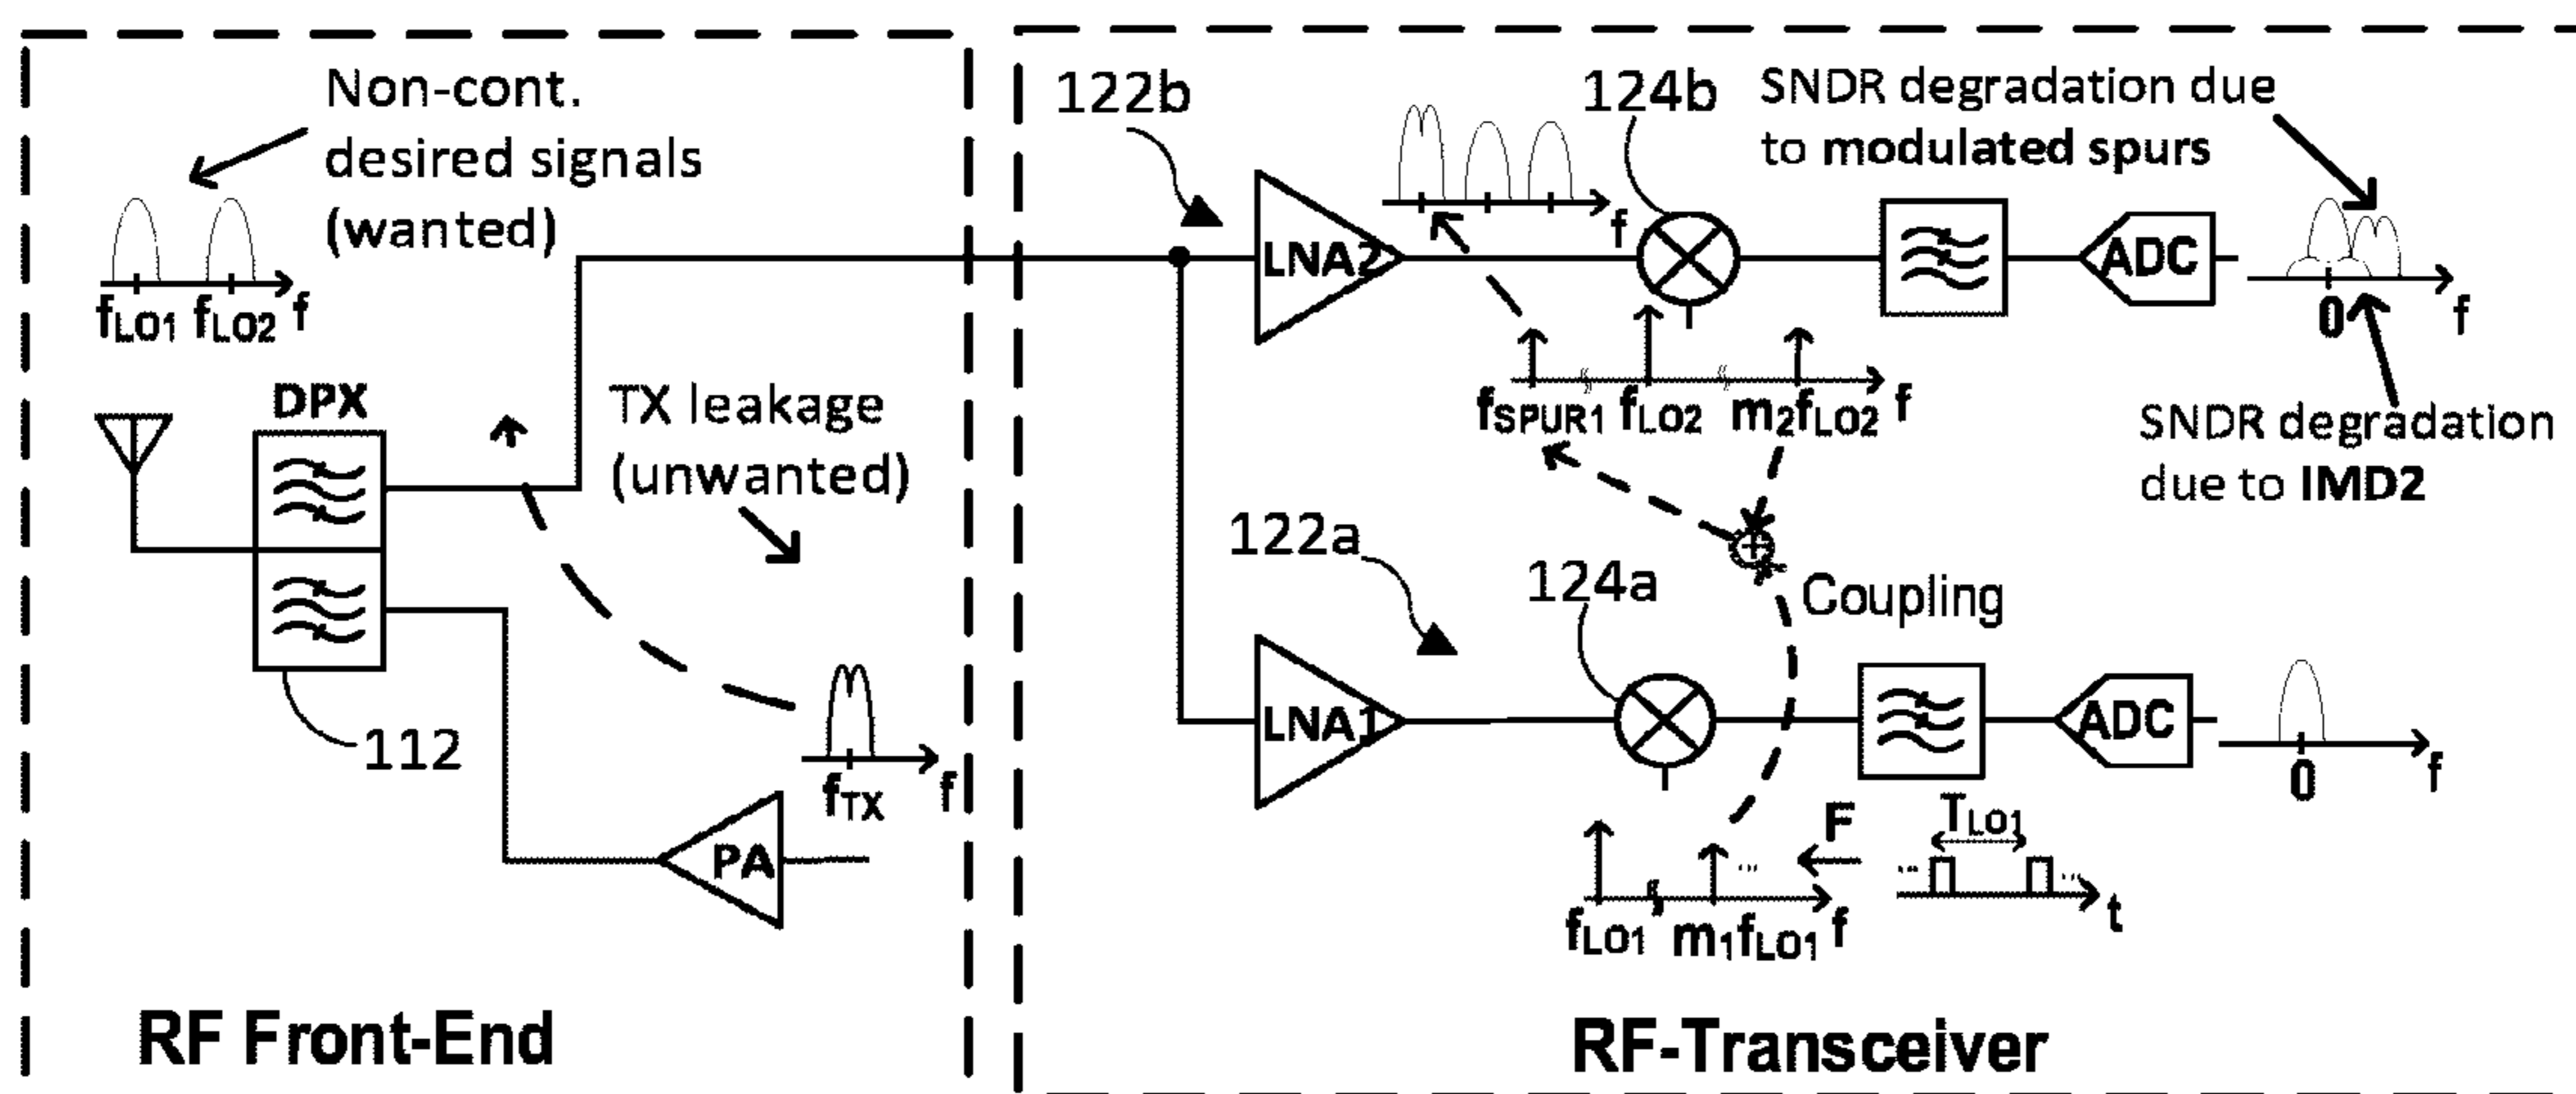 Non-cont.
desired signals
(wanted)
fLO1 fLO2 f
DPX
TX leakage
(unwanted)
112
fTX f
PA
RF Front-End
122b
124b
SNDR degradation due
to modulated spurs
f
LNA2
ADC
0 f
fSPUR1 fLO2 m2fLO2 f
SNDR degradation
due to IMD2
122a
124a
Coupling
LNA1
ADC
0 f
F
TLO1
... ... ...
fLO1 m1fLO1 f
t
RF-Transceiver